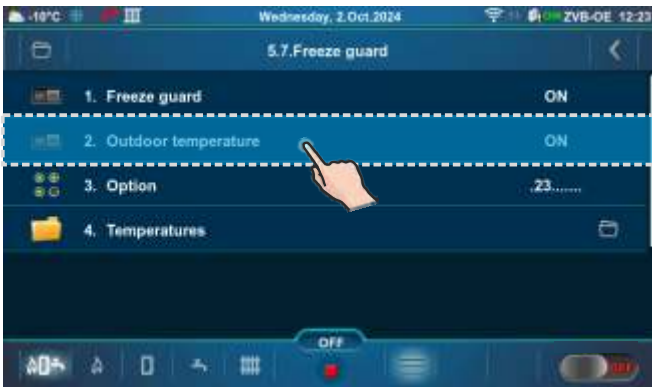 -10°C Wednesday, 2.Oct.2024 ZVB-OE 12:23
5.7.Freeze guard
1. Freeze guard ON
2. Outdoor temperature ON
3. Option .23.......
4. Temperatures
OFF
OFF